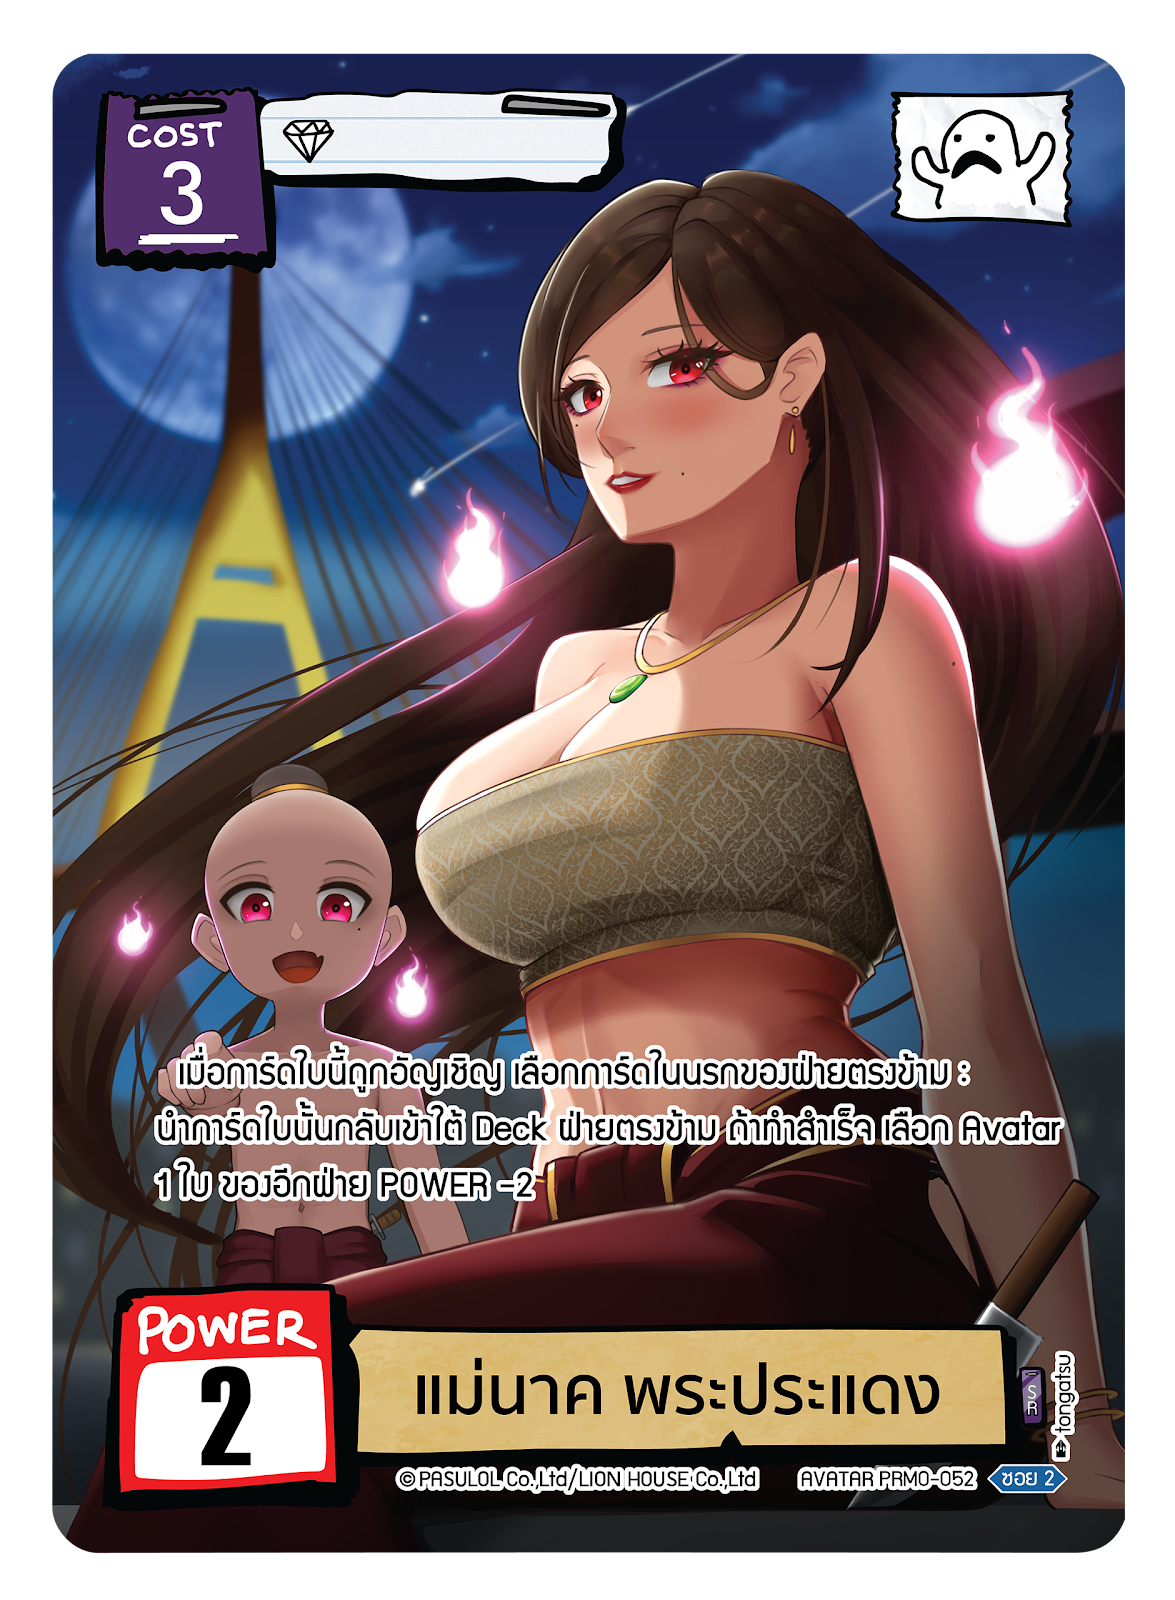 COST
3
เมื่อการ์ดใบนี้ถูกอัญเชิญ เลือกการ์ดในนรกของฝ่ายตรงข้าม :
นำการ์ดใบนั้นกลับเข้าใต้ Deck ฝ่ายตรงข้าม ถ้าทำสำเร็จ เลือก Avatar
1 ใบ ของอีกฝ่าย POWER -2
POWER
2
แม่นาค พระประแดง
SR
tongatsu
© PASULOL Co.,Ltd/LION HOUSE Co.,Ltd
AVATAR PRMO-052
ซอย 2